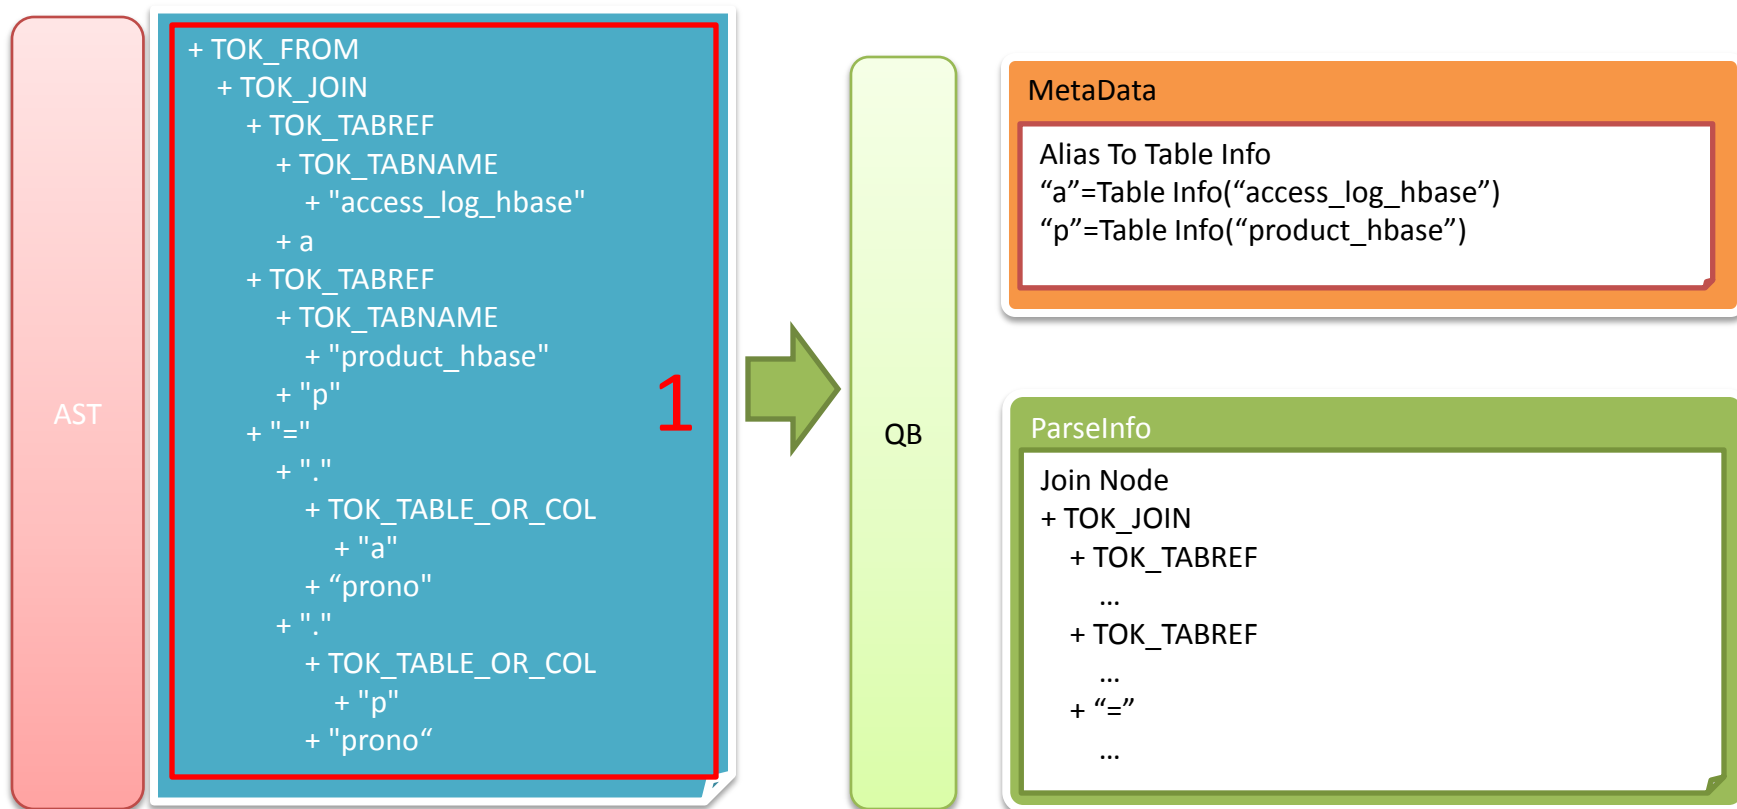 AST
+ TOK_FROM
+ TOK_JOIN
+ TOK_TABREF
+ TOK_TABNAME
+ "access_log_hbase"
+ a
+ TOK_TABREF
+ TOK_TABNAME
+ "product_hbase"
+ "p"
+ "="
+ "."
+ TOK_TABLE_OR_COL
+ "a"
+ “prono"
+ "."
+ TOK_TABLE_OR_COL
+ "p"
+ "prono“
1
QB
MetaData
Alias To Table Info
“a”=Table Info(“access_log_hbase”)
“p”=Table Info(“product_hbase”)
ParseInfo
Join Node
+ TOK_JOIN
+ TOK_TABREF
...
+ TOK_TABREF
...
+ “=”
...